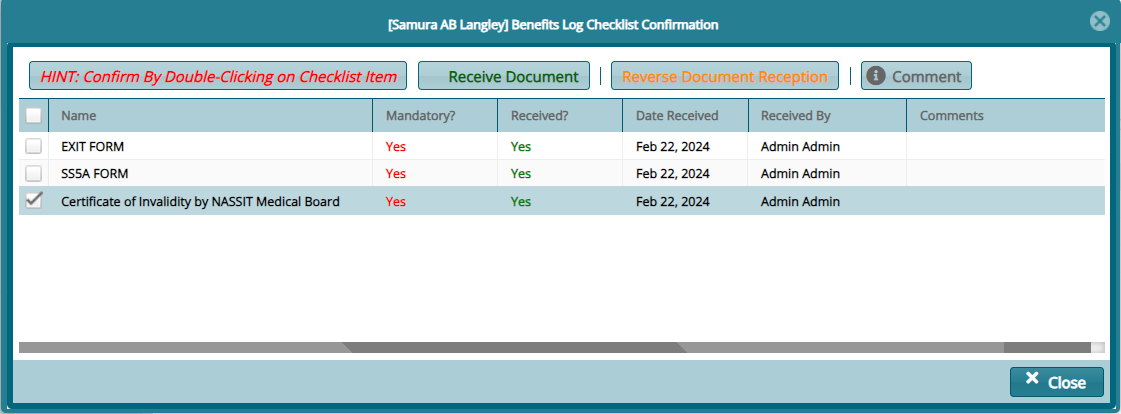 [Samura AB Langley] Benefits Log Checklist Confirmation
HINT: Confirm By Double-Clicking on Checklist Item Receive Document Reverse Document Reception Comment
Name Mandatory? Received? Date Received Received By Comments
EXIT FORM Yes Yes Feb 22, 2024 Admin Admin
SS5A FORM Yes Yes Feb 22, 2024 Admin Admin
Certificate of Invalidity by NASSIT Medical Board Yes Yes Feb 22, 2024 Admin Admin
Close